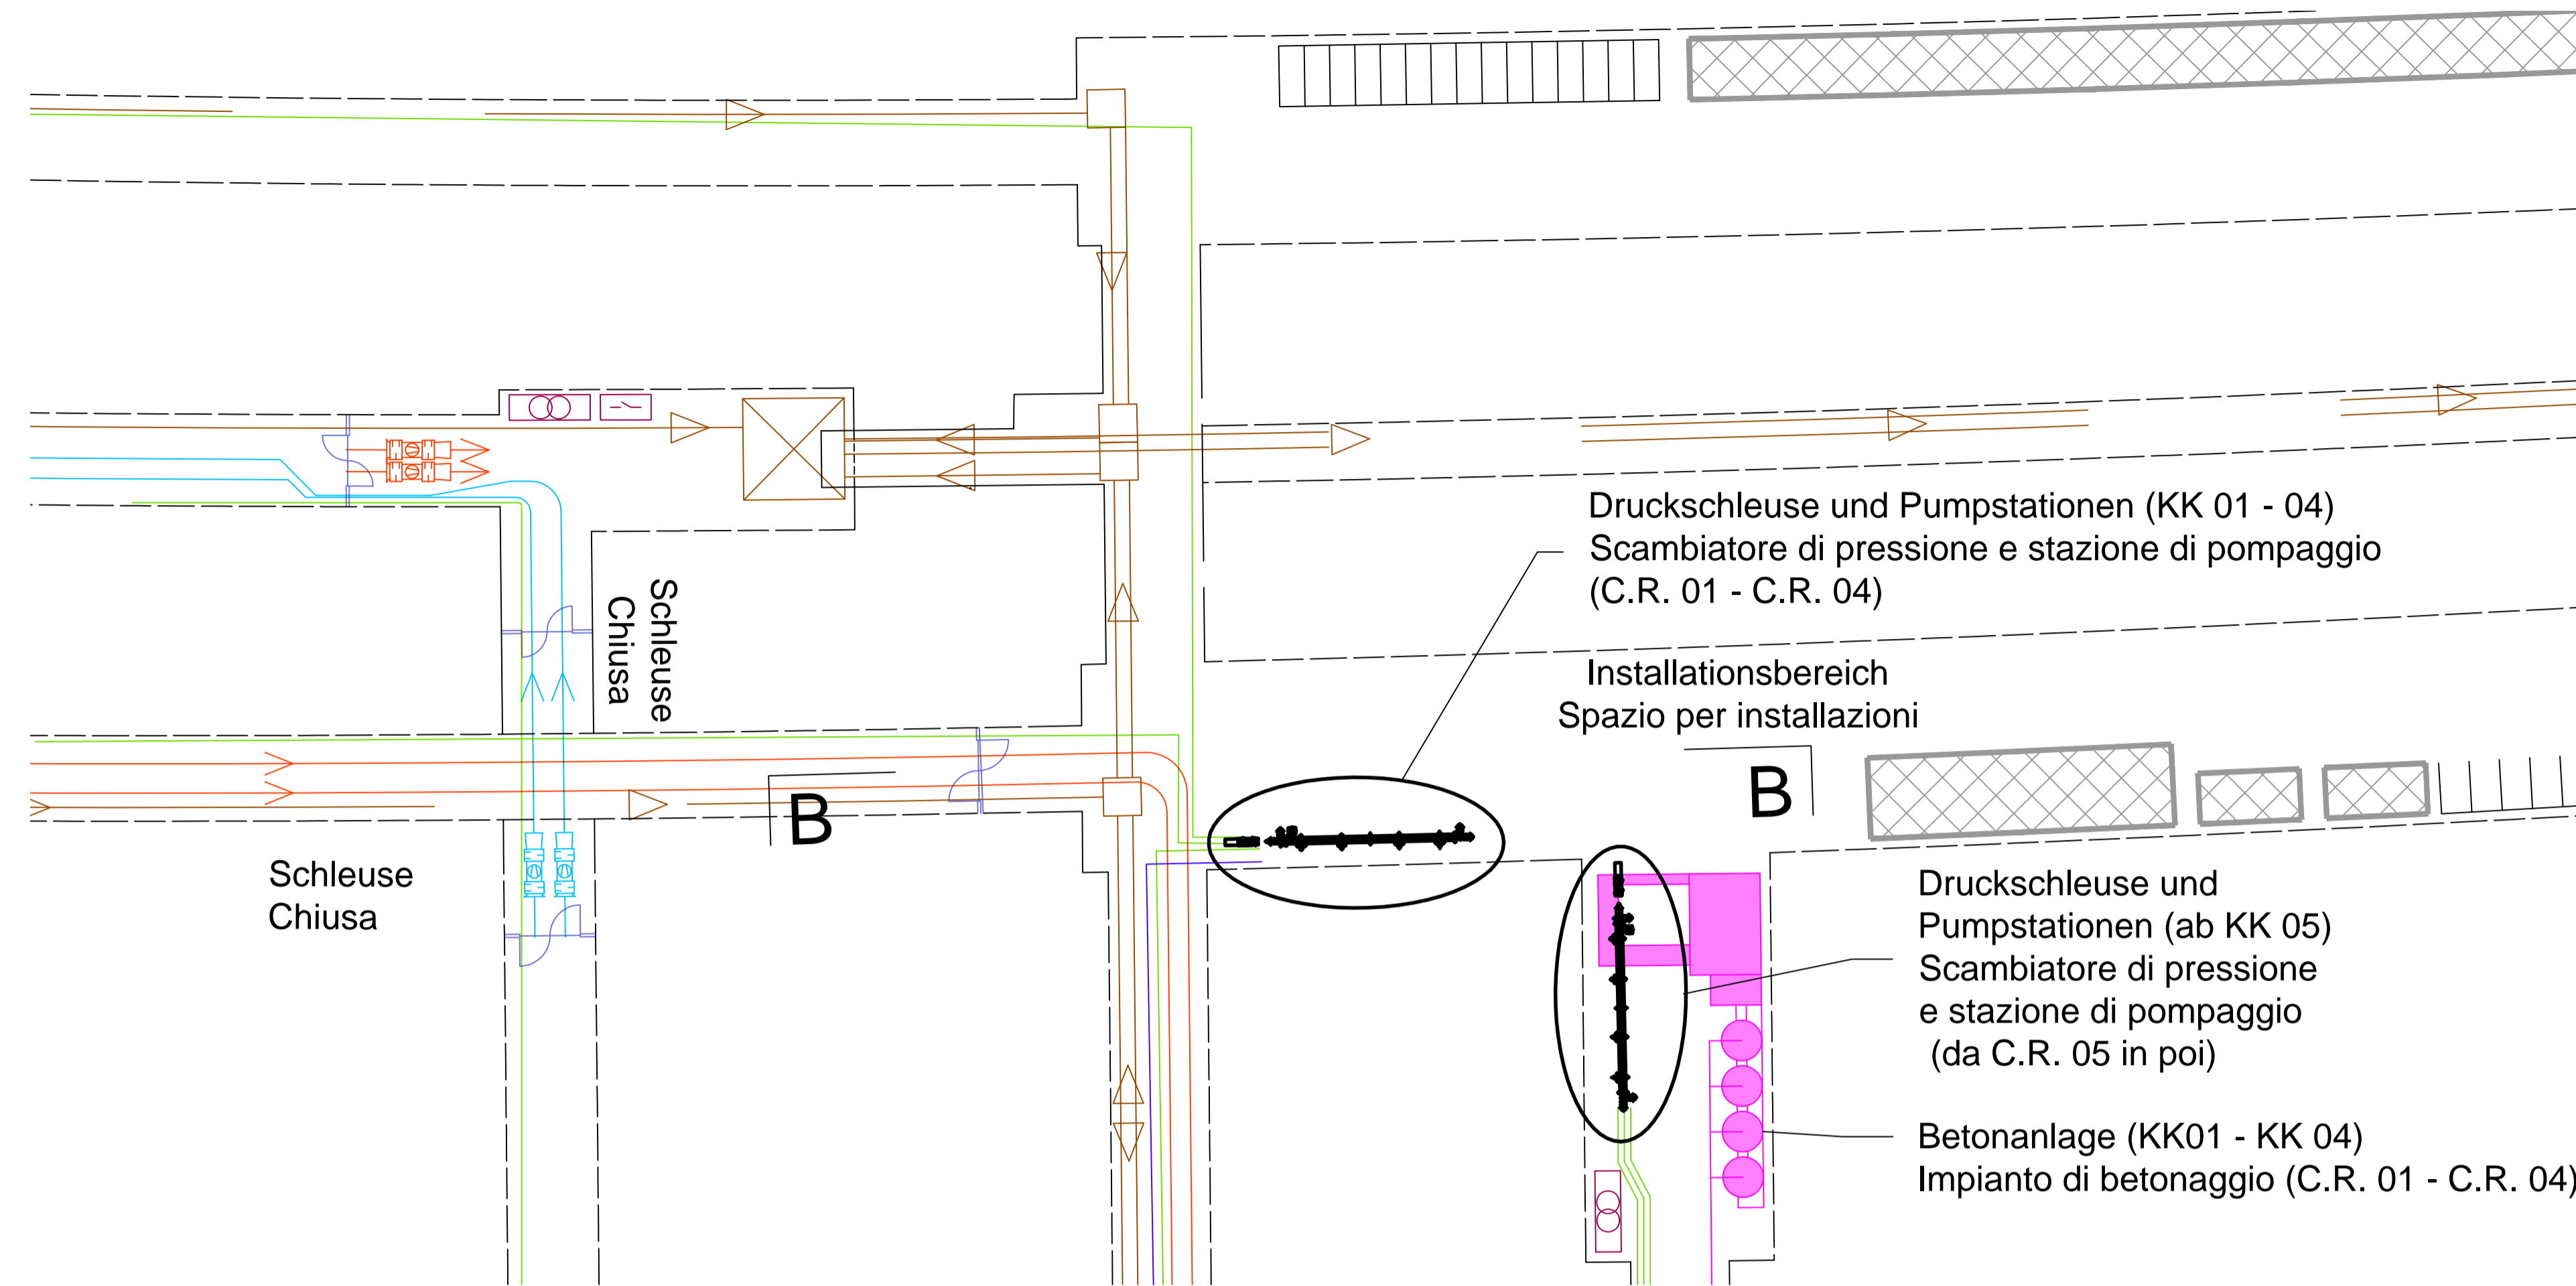 Druckschleuse und Pumpstationen (KK 01 - 04)
Scambiatore di pressione e stazione di pompaggio
(C.R. 01 - C.R. 04)
Schleuse
Chiusa
Installationsbereich
Spazio per installazioni
B
B
Schleuse
Chiusa
Druckschleuse und
Pumpstationen (ab KK 05)
Scambiatore di pressione
e stazione di pompaggio
(da C.R. 05 in poi)
Betonanlage (KK01 - KK 04)
Impianto di betonaggio (C.R. 01 - C.R. 04)